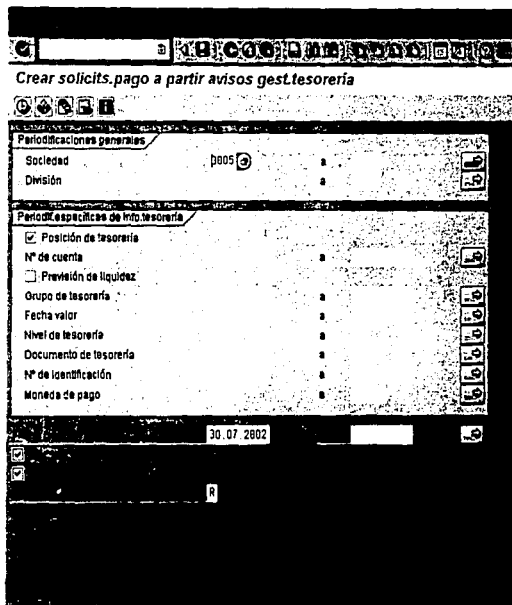 Crear solicits.pago a partir avisos gest.tesorería
Periodificaciones generales
Sociedad 0805 a
División a
Periodif.específicas de info.tesorería
Posición de tesorería
Nº de cuenta a
Previsión de liquidez
Grupo de tesorería a
Fecha valor a
Nivel de tesorería a
Documento de tesorería a
Nº de identificación a
Moneda de pago a
30.07.2002
R